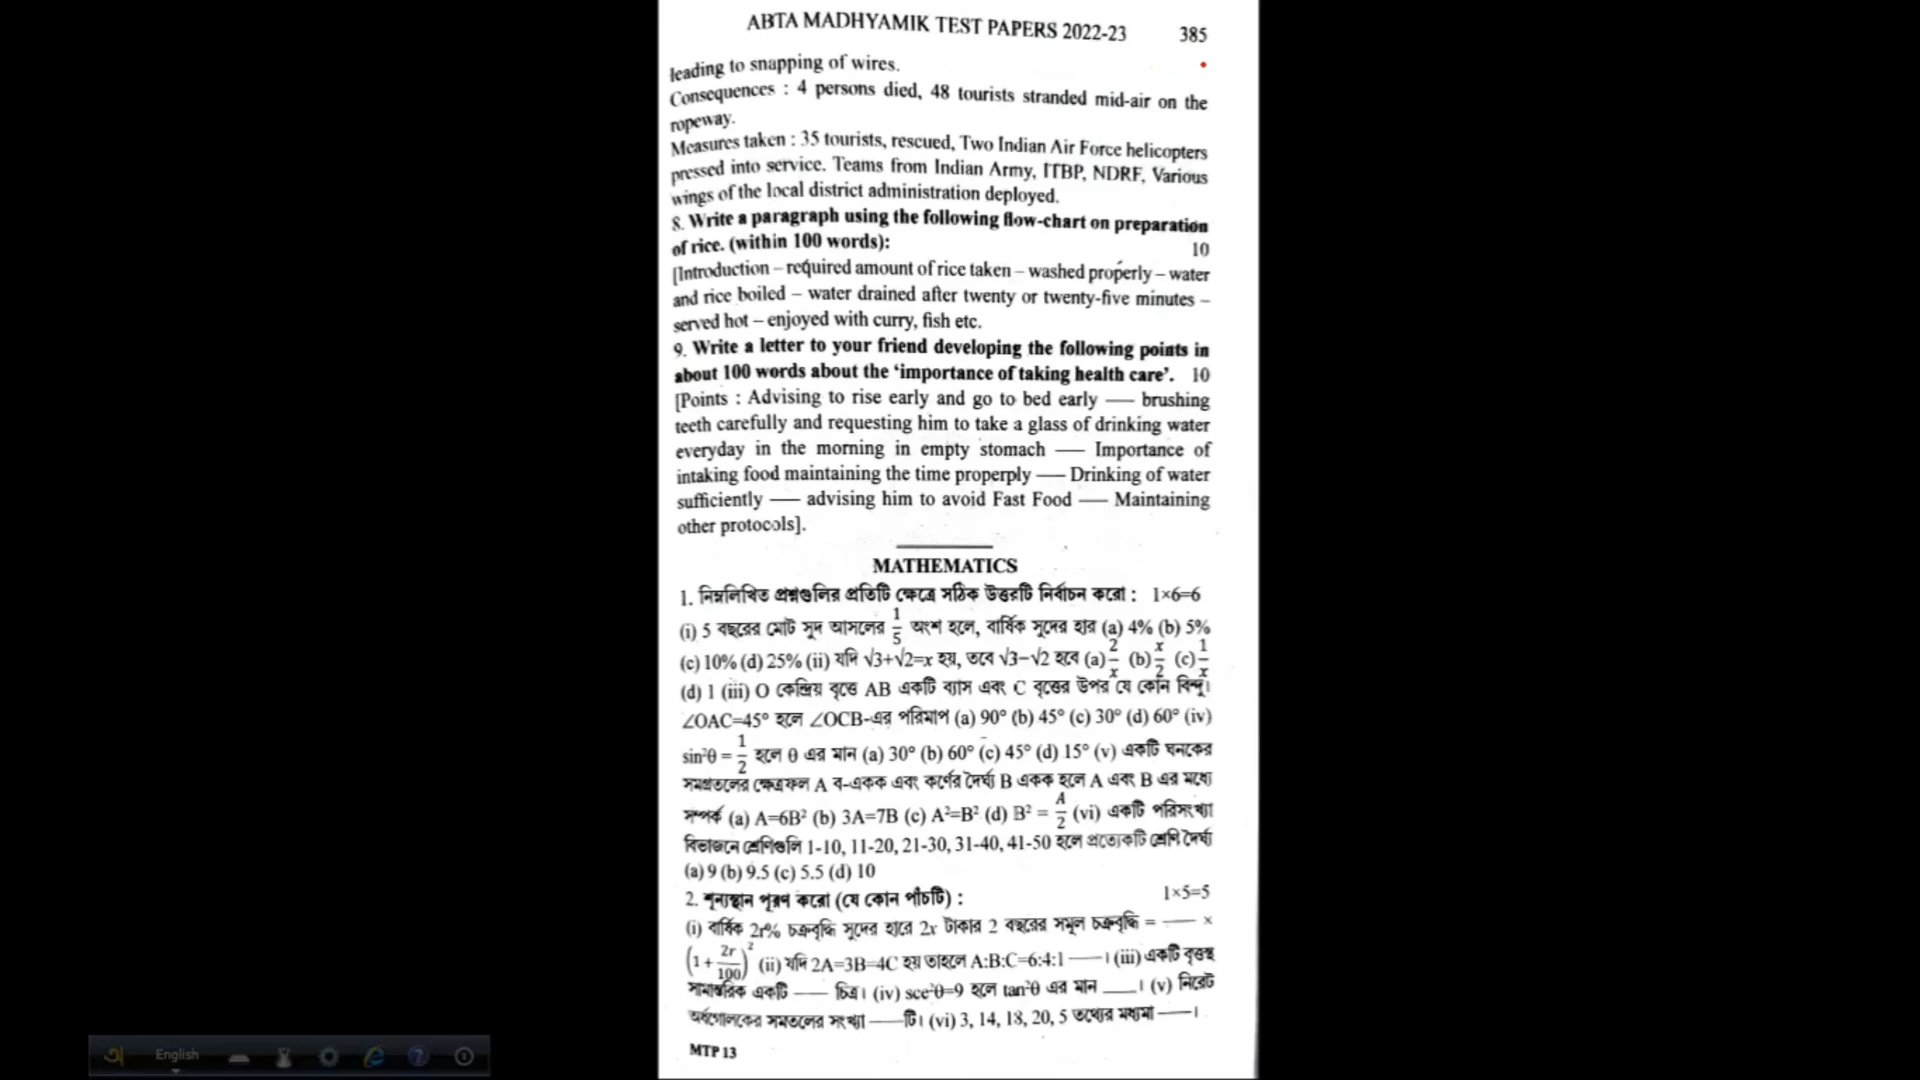 ABTA MADHYAMIK TEST PAPERS 2022-23 385
leading to snapping of wires.
Consequences : 4 persons died, 48 tourists stranded mid-air on the
ropeway.
Measures taken : 35 tourists, rescued, Two Indian Air Force helicopters
pressed into service. Teams from Indian Army, ITBP, NDRF, Various
wings of the local district administration deployed.
8. Write a paragraph using the following flow-chart on preparation
of rice. (within 100 words): 10
[Introduction – required amount of rice taken – washed properly – water
and rice boiled – water drained after twenty or twenty-five minutes –
served hot – enjoyed with curry, fish etc.
9. Write a letter to your friend developing the following points in
about 100 words about the ‘importance of taking health care’. 10
[Points : Advising to rise early and go to bed early — brushing
teeth carefully and requesting him to take a glass of drinking water
everyday in the morning in empty stomach — Importance of
intaking food maintaining the time properply — Drinking of water
sufficiently — advising him to avoid Fast Food — Maintaining
other protocols].
MATHEMATICS
1. নিম্নলিখিত প্রশ্নগুলির প্রতিটি ক্ষেত্রে সঠিক উত্তরটি নির্বাচন করো : 1×6=6
(i) 5 বছরের মোট সুদ আসলের 1/5 অংশ হলে, বার্ষিক সুদের হার (a) 4% (b) 5%
(c) 10% (d) 25% (ii) যদি √3+√2=x হয়, তবে √3−√2 হবে (a) 2/x (b) x/2 (c) 1/x
(d) 1 (iii) O কেন্দ্রিয় বৃত্তে AB একটি ব্যাস এবং C বৃত্তের উপর যে কোন বিন্দু।
∠OAC=45° হলে ∠OCB-এর পরিমাপ (a) 90° (b) 45° (c) 30° (d) 60° (iv)
sin²θ = 1/2 হলে θ এর মান (a) 30° (b) 60° (c) 45° (d) 15° (v) একটি ঘনকের
সমগ্রতলের ক্ষেত্রফল A ব-একক এবং কর্ণের দৈর্ঘ্য B একক হলে A এবং B এর মধ্যে
সম্পর্ক (a) A=6B² (b) 3A=7B (c) A²=B² (d) B² = A/2 (vi) একটি পরিসংখ্যা
বিভাজনে শ্রেণিগুলি 1-10, 11-20, 21-30, 31-40, 41-50 হলে প্রত্যেকটি শ্রেণি দৈর্ঘ্য
(a) 9 (b) 9.5 (c) 5.5 (d) 10
2. শূন্যস্থান পূরণ করো (যে কোন পাঁচটি) : 1×5=5
(i) বার্ষিক 2r% চক্রবৃদ্ধি সুদের হারে 2x টাকার 2 বছরের সমূল চক্রবৃদ্ধি = — ×
(1 + 2r/100)² (ii) যদি 2A=3B=4C হয় তাহলে A:B:C=6:4:1 —। (iii) একটি বৃত্তস্থ
সামান্তরিক একটি — চিত্র। (iv) sce²θ=9 হলে tan²θ এর মান —। (v) নিরেট
অর্ধগোলকের সমতলের সংখ্যা — টি। (vi) 3, 14, 18, 20, 5 তথ্যের মধ্যমা —।
MTP 13
English